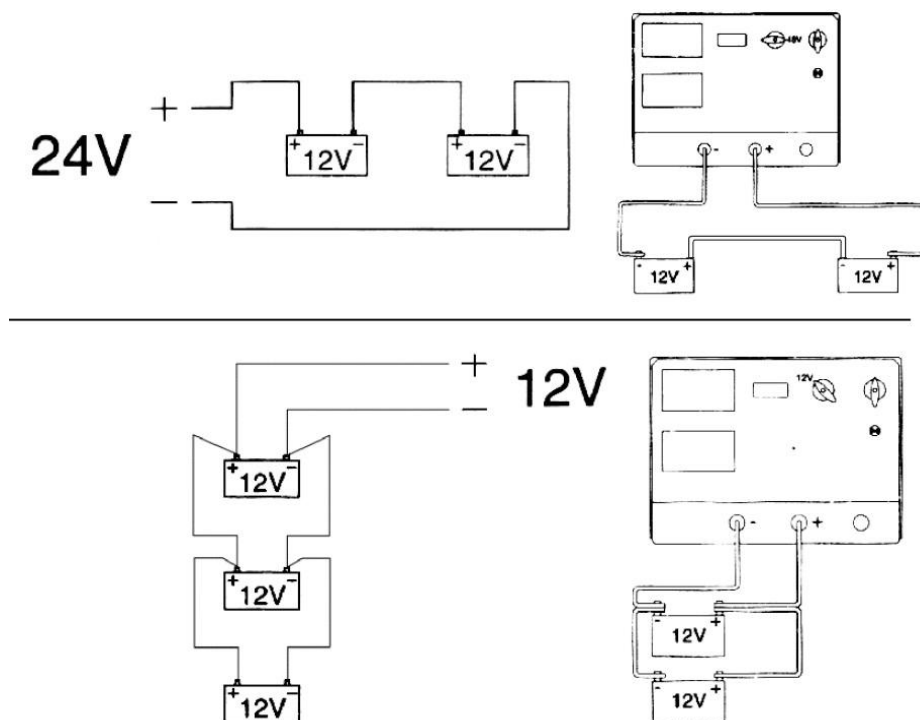 +
24V
−
+ 12V −
+ 12V −
- +
- 12V +
- 12V +
+
12V
−
+ 12V −
+ 12V −
+ 12V −
12V
- +
- 12V +
- 12V +